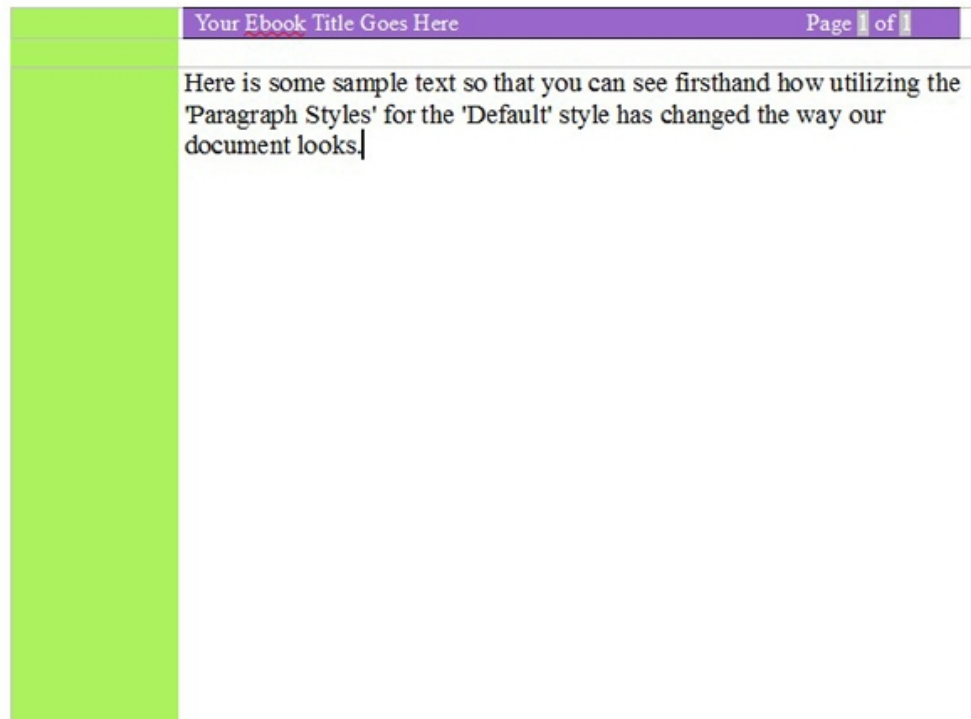 Your Ebook Title Goes Here Page 1 of 1
Here is some sample text so that you can see firsthand how utilizing the
'Paragraph Styles' for the 'Default' style has changed the way our
document looks.